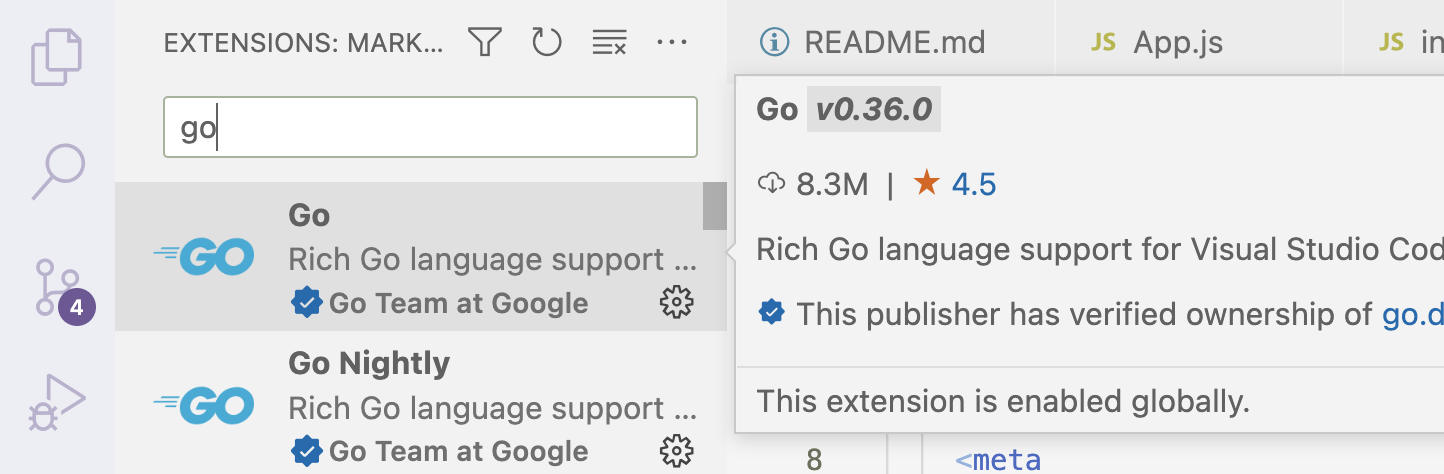 EXTENSIONS: MARK...
README.md
JS App.js
JS in
go
Go v0.36.0
8.3M | ★ 4.5
Rich Go language support for Visual Studio Cod
This publisher has verified ownership of go.d
This extension is enabled globally.
GO
Go
Rich Go language support ...
Go Team at Google
GO
Go Nightly
Rich Go language support ...
Go Team at Google
4
8 <meta